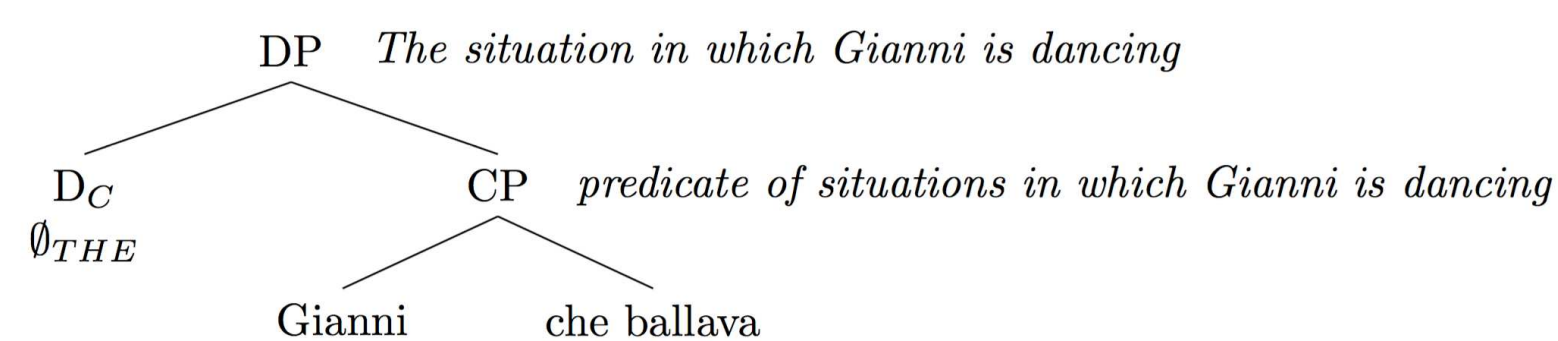 DP The situation in which Gianni is dancing
D_C CP predicate of situations in which Gianni is dancing
∅_THE
Gianni che ballava